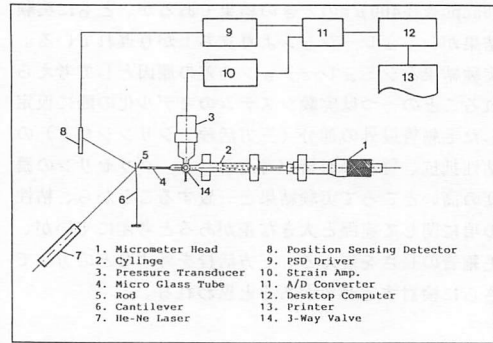 9
11
12
10
13
3
8
1
2
5
4
14
6
7
1. Micrometer Head
2. Cylinge
3. Pressure Transducer
4. Micro Glass Tube
5. Rod
6. Cantilever
7. He-Ne Laser
8. Position Sensing Detector
9. PSD Driver
10. Strain Amp.
11. A/D Converter
12. Desktop Computer
13. Printer
14. 3-Way Valve